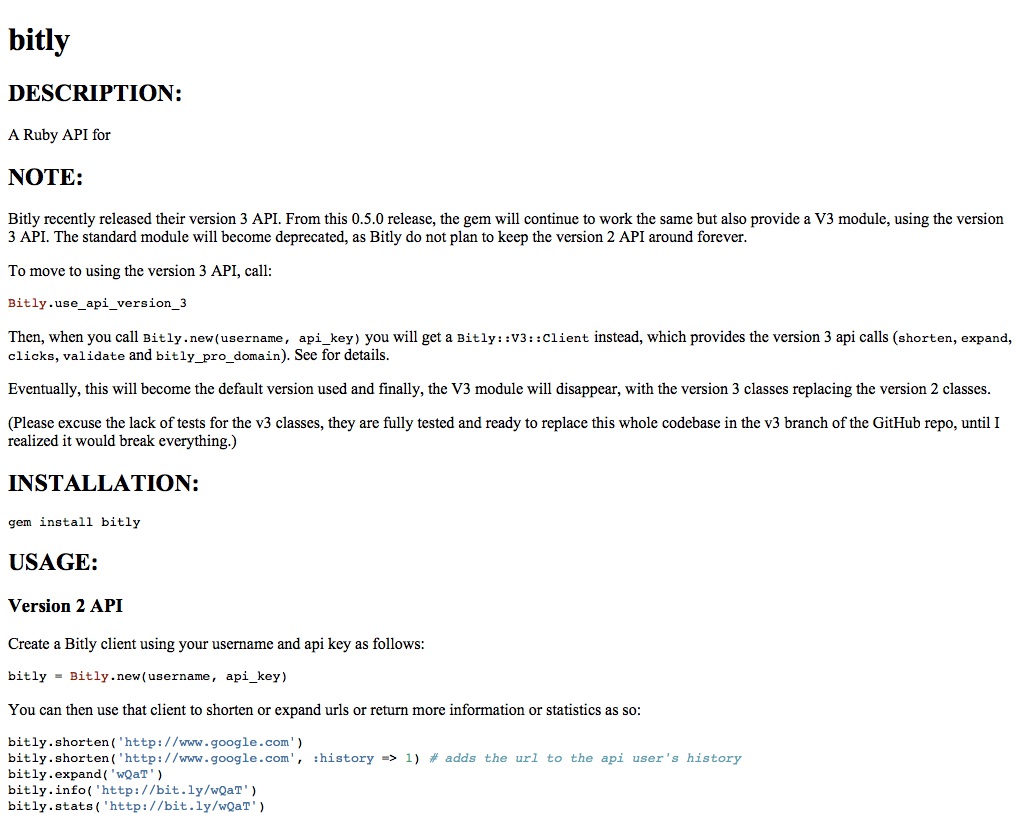 bitly
DESCRIPTION:
A Ruby API for
NOTE:
Bitly recently released their version 3 API. From this 0.5.0 release, the gem will continue to work the same but also provide a V3 module, using the version
3 API. The standard module will become deprecated, as Bitly do not plan to keep the version 2 API around forever.
To move to using the version 3 API, call:
Bitly.use_api_version_3
Then, when you call Bitly.new(username, api_key) you will get a Bitly::V3::Client instead, which provides the version 3 api calls (shorten, expand,
clicks, validate and bitly_pro_domain). See for details.
Eventually, this will become the default version used and finally, the V3 module will disappear, with the version 3 classes replacing the version 2 classes.
(Please excuse the lack of tests for the v3 classes, they are fully tested and ready to replace this whole codebase in the v3 branch of the GitHub repo, until I
realized it would break everything.)
INSTALLATION:
gem install bitly
USAGE:
Version 2 API
Create a Bitly client using your username and api key as follows:
bitly = Bitly.new(username, api_key)
You can then use that client to shorten or expand urls or return more information or statistics as so:
bitly.shorten('http://www.google.com')
bitly.shorten('http://www.google.com', :history => 1) # adds the url to the api user's history
bitly.expand('wQaT')
bitly.info('http://bit.ly/wQaT')
bitly.stats('http://bit.ly/wQaT')